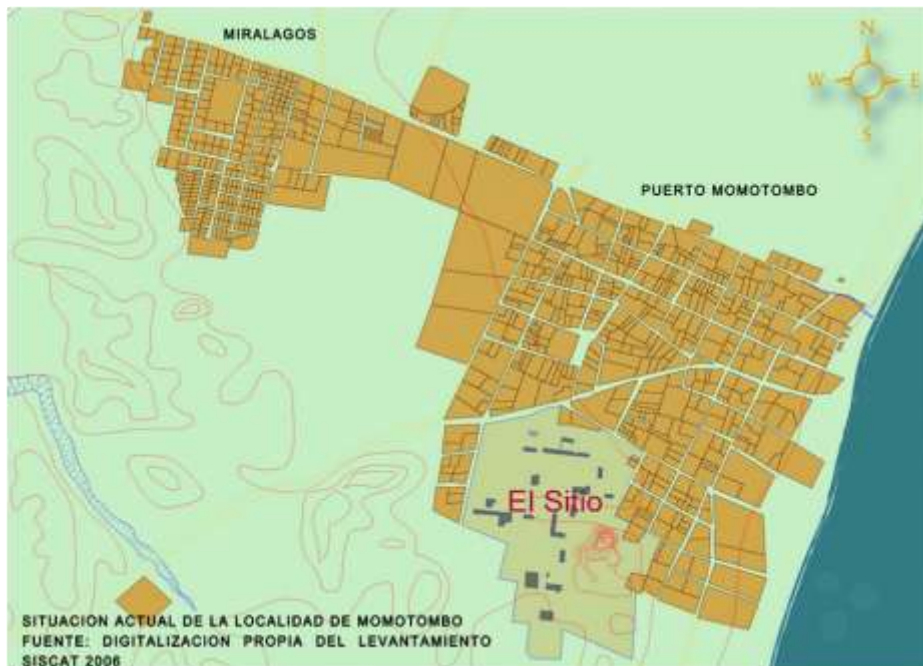 MIRALAGOS
N
W E
S
PUERTO MOMOTOMBO
El Sitio
SITUACION ACTUAL DE LA LOCALIDAD DE MOMOTOMBO
FUENTE: DIGITALIZACION PROPIA DEL LEVANTAMIENTO
SISCAT 2006